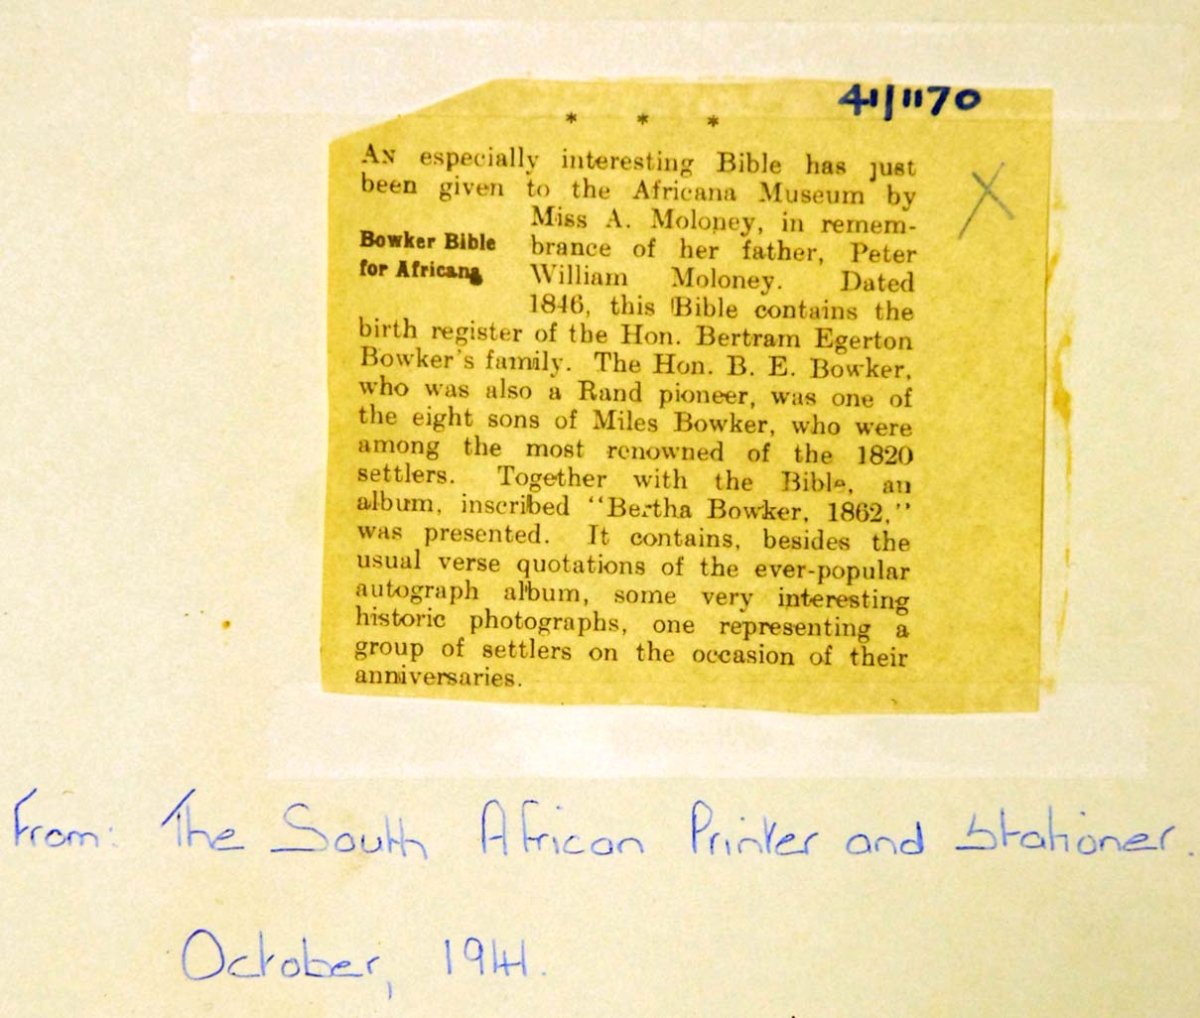 41/1170
* * *
AN especially interesting Bible has just
been given to the Africana Museum by
Miss A. Moloney, in remem-
Bowker Bible
for Africana
brance of her father, Peter
William Moloney. Dated
1846, this Bible contains the
birth register of the Hon. Bertram Egerton
Bowker's family. The Hon. B. E. Bowker,
who was also a Rand pioneer, was one of
the eight sons of Miles Bowker, who were
among the most renowned of the 1820
settlers. Together with the Bible, an
album, inscribed "Bertha Bowker, 1862,"
was presented. It contains, besides the
usual verse quotations of the ever-popular
autograph album, some very interesting
historic photographs, one representing a
group of settlers on the occasion of their
anniversaries.
From: The South African Printer and Stationer.
October, 1941.